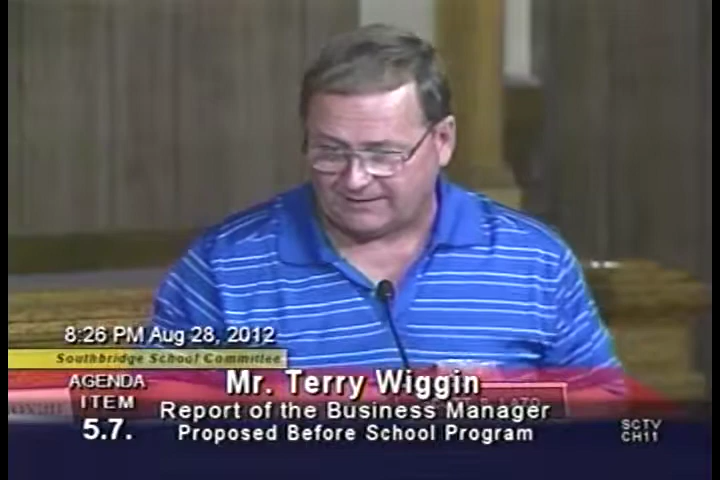 8:26 PM Aug 28, 2012
Southbridge School Committee
AGENDA
ITEM
5.7.
Mr. Terry Wiggin
Report of the Business Manager
Proposed Before School Program
SCTV
CH11